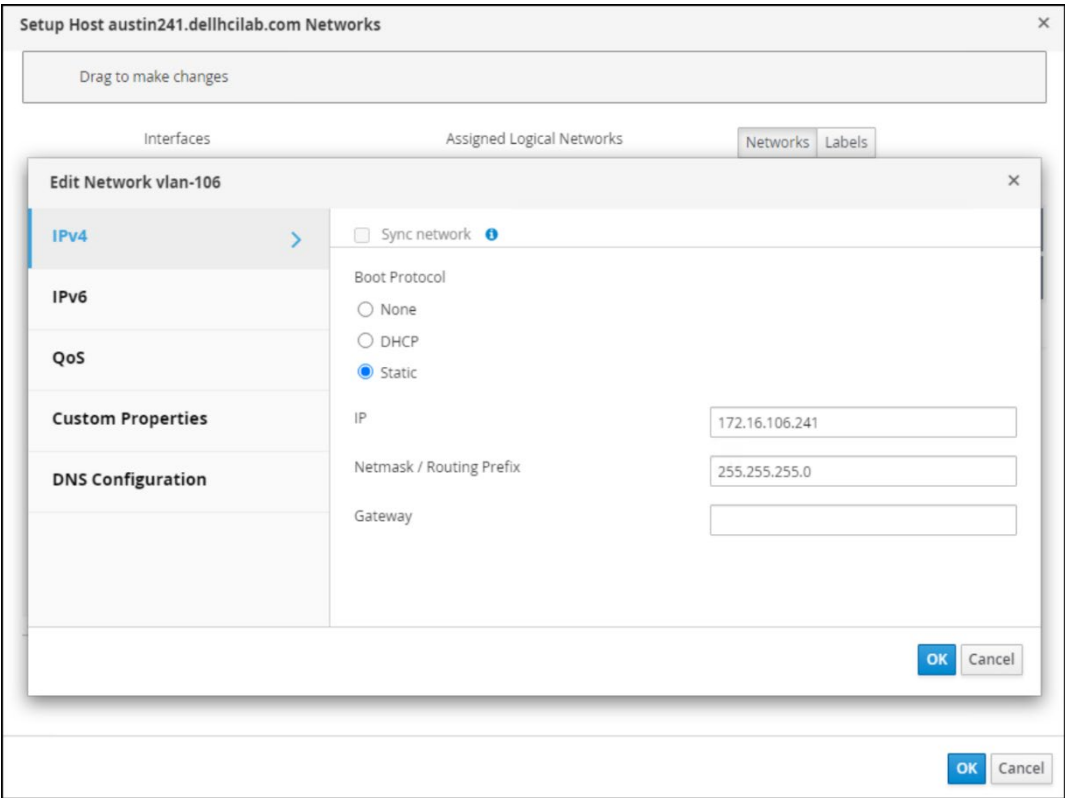 Setup Host austin241.dellhcilab.com Networks
Drag to make changes
Interfaces
Assigned Logical Networks
Networks
Labels
Edit Network vlan-106
IPv4
Sync network
Boot Protocol
None
IPv6
DHCP
QoS
Static
Custom Properties
IP
172.16.106.241
Netmask / Routing Prefix
255.255.255.0
DNS Configuration
Gateway
OK
Cancel
OK
Cancel